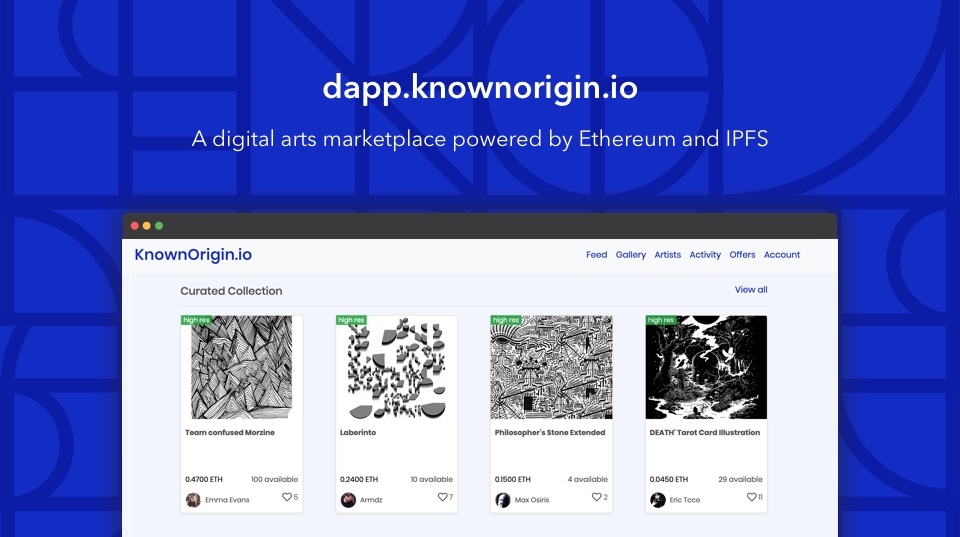 dapp.knownorigin.io
A digital arts marketplace powered by Ethereum and IPFS
KnownOrigin.io
Feed Gallery Artists Activity Offers Account
Curated Collection View all
high res high res high res high res
Team confused Morzine Laberinto Philosopher's Stone Extended DEATH' Tarot Card Illustration
0.4700 ETH 100 available 0.2400 ETH 10 available 0.1500 ETH 4 available 0.0450 ETH 29 available
Emma Evans 5 Armdz 7 Max Osiris 2 Eric Tcce 11